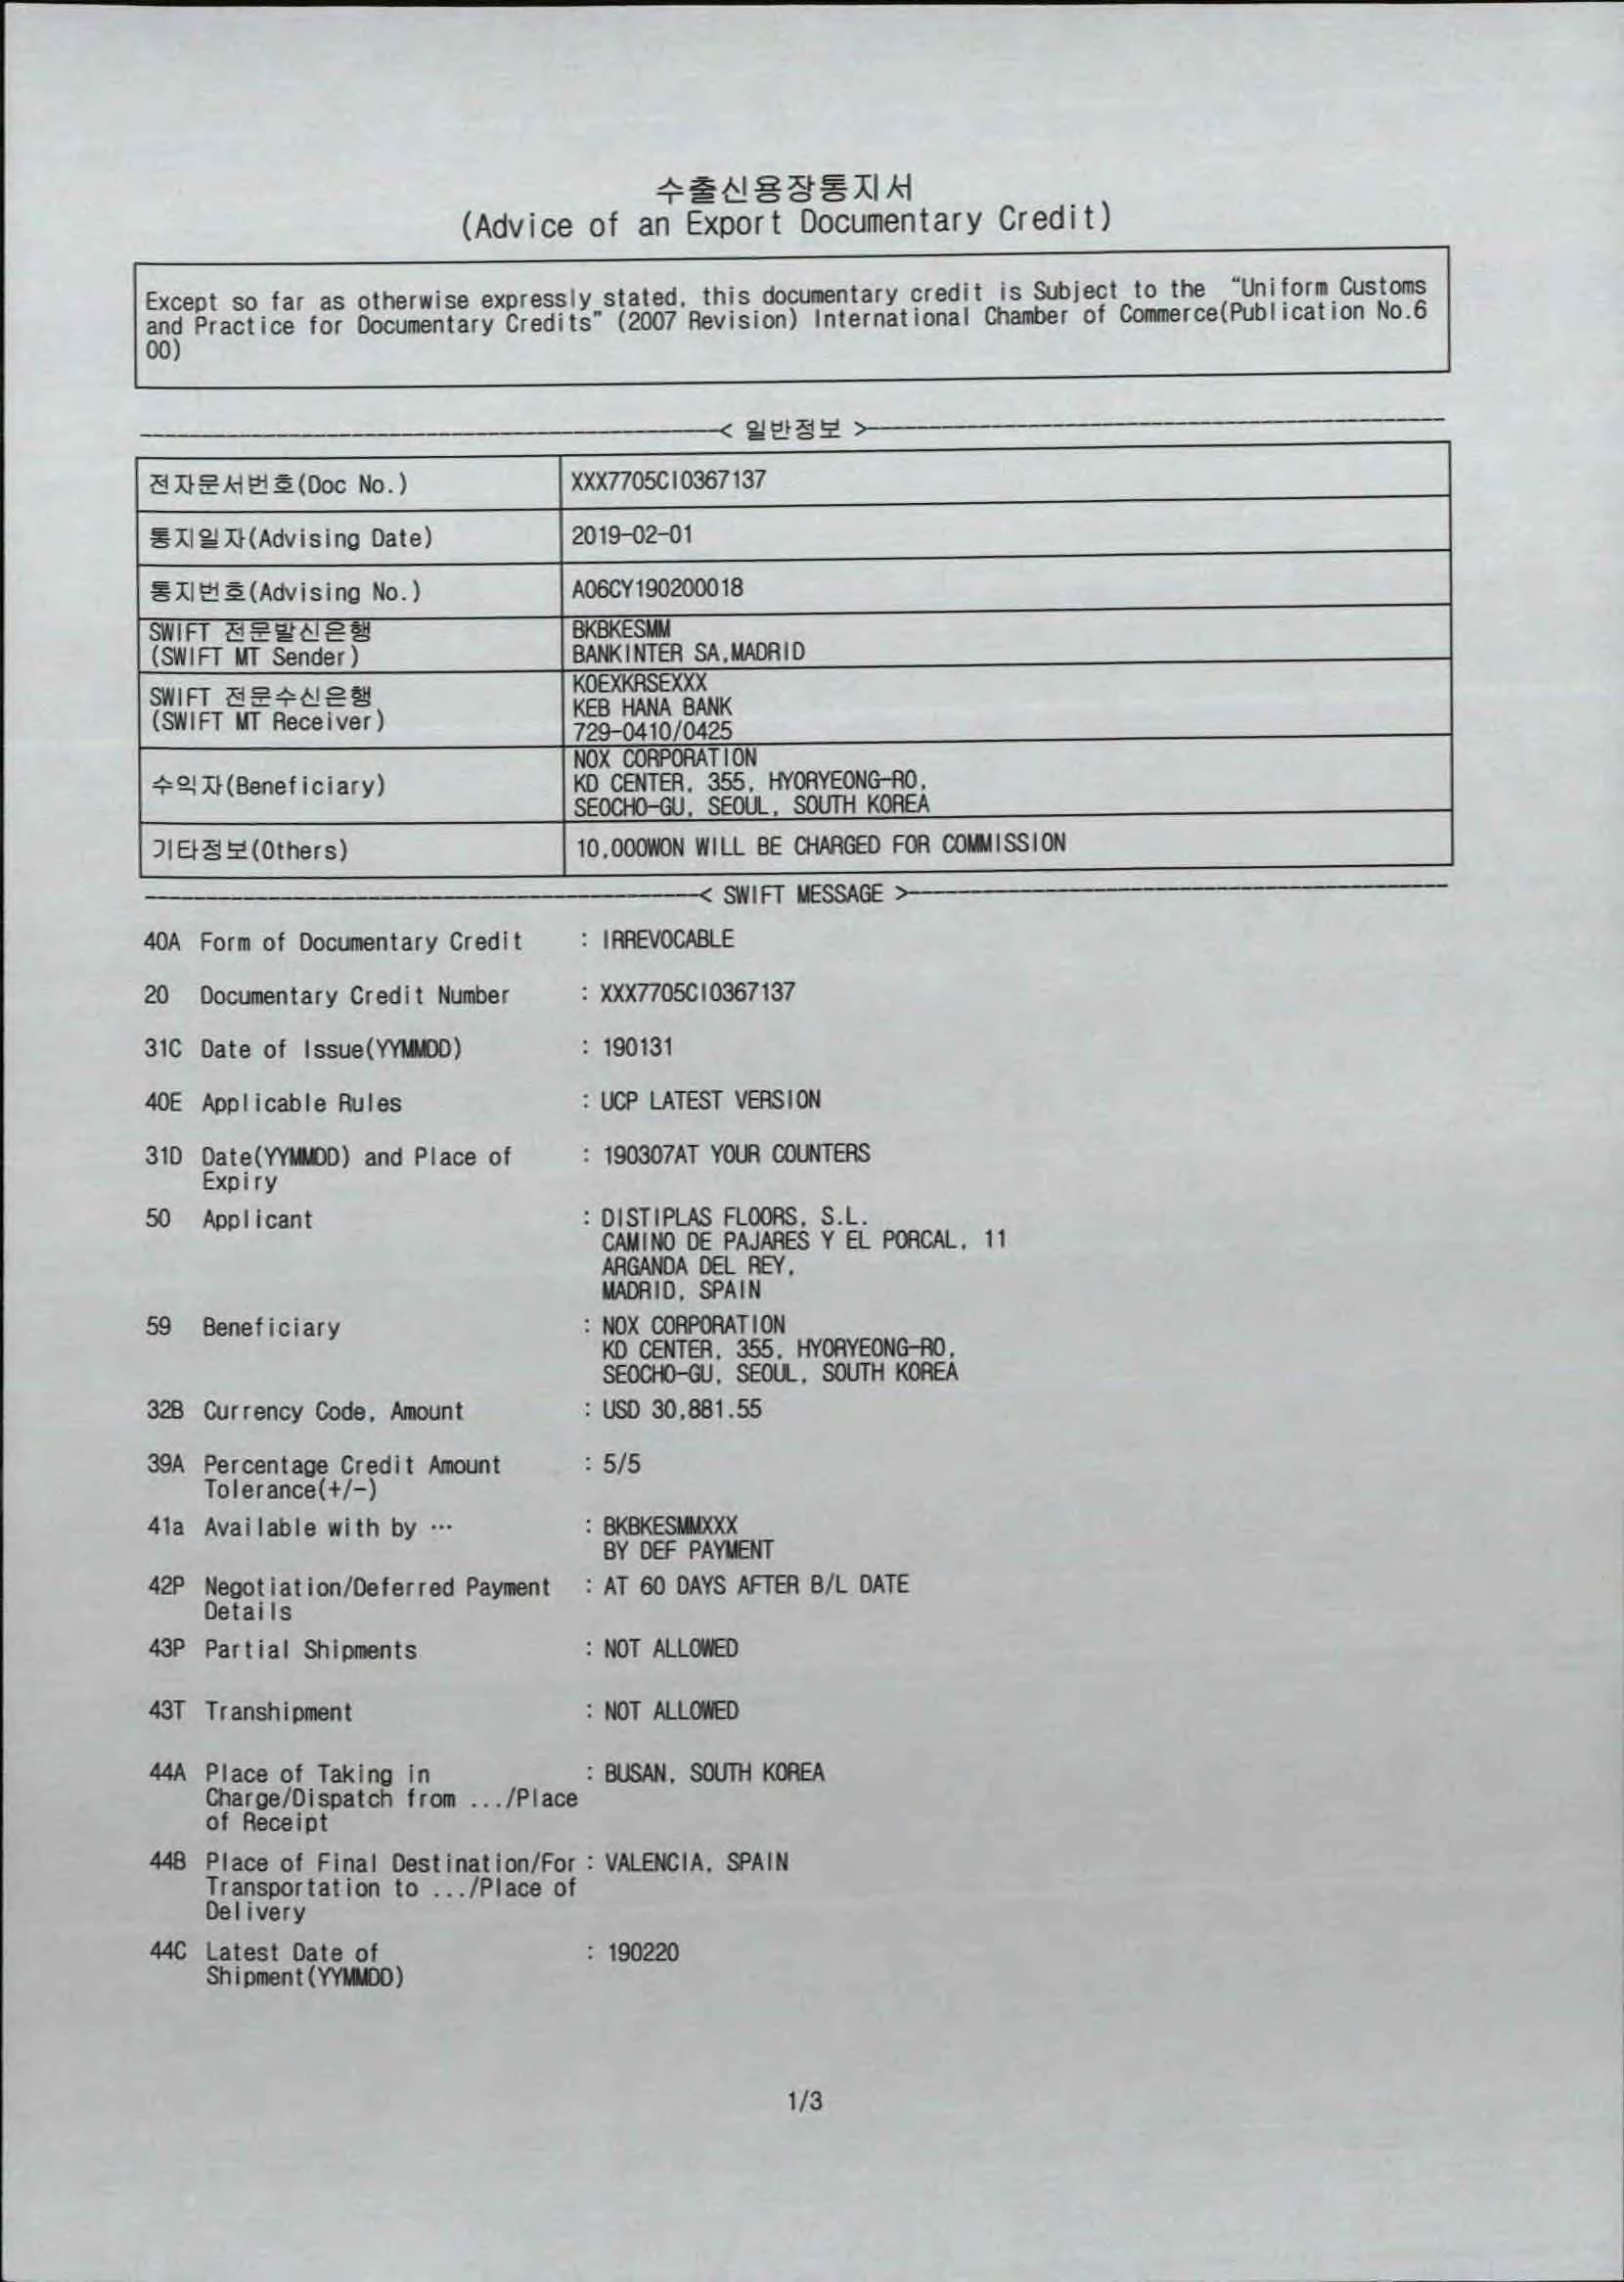 수출신용장통지서
(Advice of an Export Documentary Credit)
Except so far as otherwise expressly stated, this documentary credit is Subject to the "Uniform Customs
and Practice for Documentary Credits" (2007 Revision) International Chamber of Commerce(Publication No.6
00)
< 일반정보 >
전자문서번호(Doc No.) XXX7705CI0367137
통지일자(Advising Date) 2019-02-01
통지번호(Advising No.) A06CY190200018
SWIFT 전문발신은행 BKBKESMM
(SWIFT MT Sender) BANKINTER SA,MADRID
KOEXKRSEXXX
SWIFT 전문수신은행 KEB HANA BANK
(SWIFT MT Receiver) 729-0410/0425
NOX CORPORATION
수익자(Beneficiary) KD CENTER, 355, HYORYEONG-RO,
SEOCHO-GU, SEOUL, SOUTH KOREA
기타정보(Others) 10,000WON WILL BE CHARGED FOR COMMISSION
< SWIFT MESSAGE >
40A Form of Documentary Credit : IRREVOCABLE
20 Documentary Credit Number : XXX7705CI0367137
31C Date of Issue(YYMMDD) : 190131
40E Applicable Rules : UCP LATEST VERSION
31D Date(YYMMDD) and Place of : 190307AT YOUR COUNTERS
Expiry
50 Applicant : DISTIPLAS FLOORS, S.L.
CAMINO DE PAJARES Y EL PORCAL, 11
ARGANDA DEL REY,
MADRID, SPAIN
59 Beneficiary : NOX CORPORATION
KD CENTER, 355, HYORYEONG-RO,
SEOCHO-GU, SEOUL, SOUTH KOREA
32B Currency Code, Amount : USD 30,881.55
39A Percentage Credit Amount : 5/5
Tolerance(+/-)
41a Available with by ··· : BKBKESMMXXX
BY DEF PAYMENT
42P Negotiation/Deferred Payment : AT 60 DAYS AFTER B/L DATE
Details
43P Partial Shipments : NOT ALLOWED
43T Transhipment : NOT ALLOWED
44A Place of Taking in : BUSAN, SOUTH KOREA
Charge/Dispatch from .../Place
of Receipt
44B Place of Final Destination/For : VALENCIA, SPAIN
Transportation to .../Place of
Delivery
44C Latest Date of : 190220
Shipment(YYMMDD)
1/3